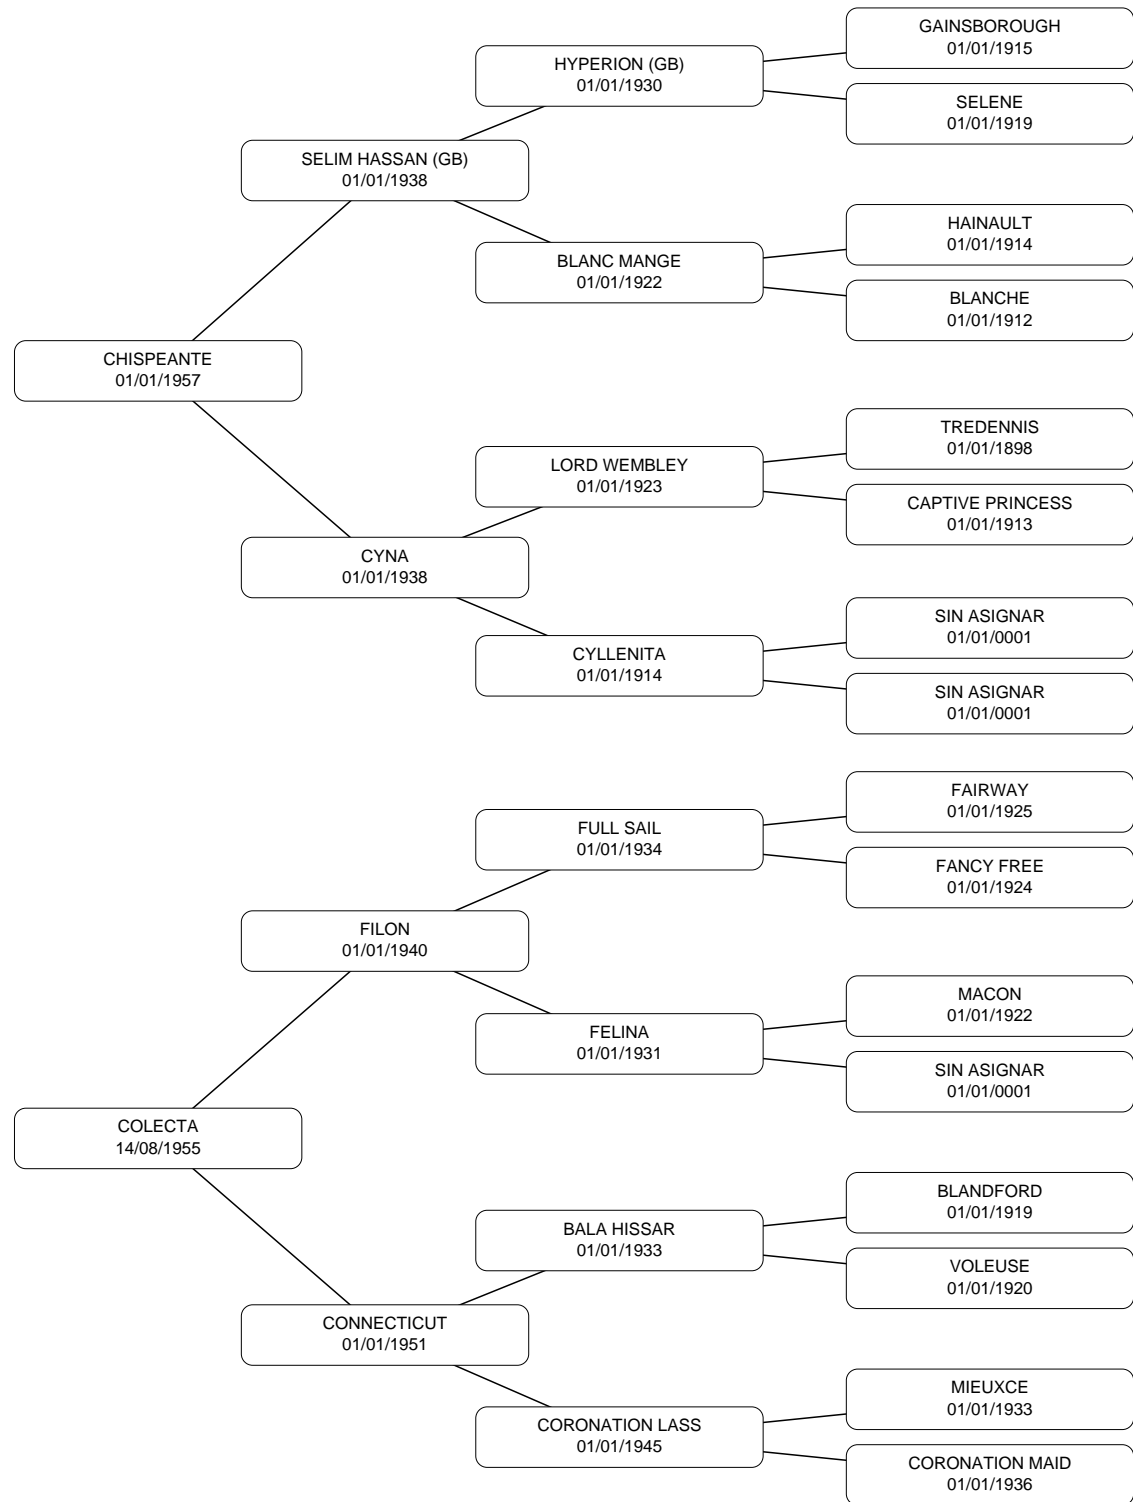 GAINSBOROUGH
01/01/1915
HYPERION (GB)
01/01/1930
SELENE
01/01/1919
SELIM HASSAN (GB)
01/01/1938
HAINAULT
01/01/1914
BLANC MANGE
01/01/1922
BLANCHE
01/01/1912
CHISPEANTE
01/01/1957
TREDENNIS
01/01/1898
LORD WEMBLEY
01/01/1923
CAPTIVE PRINCESS
01/01/1913
CYNA
01/01/1938
SIN ASIGNAR
01/01/0001
CYLLENITA
01/01/1914
SIN ASIGNAR
01/01/0001
FAIRWAY
01/01/1925
FULL SAIL
01/01/1934
FANCY FREE
01/01/1924
FILON
01/01/1940
MACON
01/01/1922
FELINA
01/01/1931
SIN ASIGNAR
01/01/0001
COLECTA
14/08/1955
BLANDFORD
01/01/1919
BALA HISSAR
01/01/1933
VOLEUSE
01/01/1920
CONNECTICUT
01/01/1951
MIEUXCE
01/01/1933
CORONATION LASS
01/01/1945
CORONATION MAID
01/01/1936